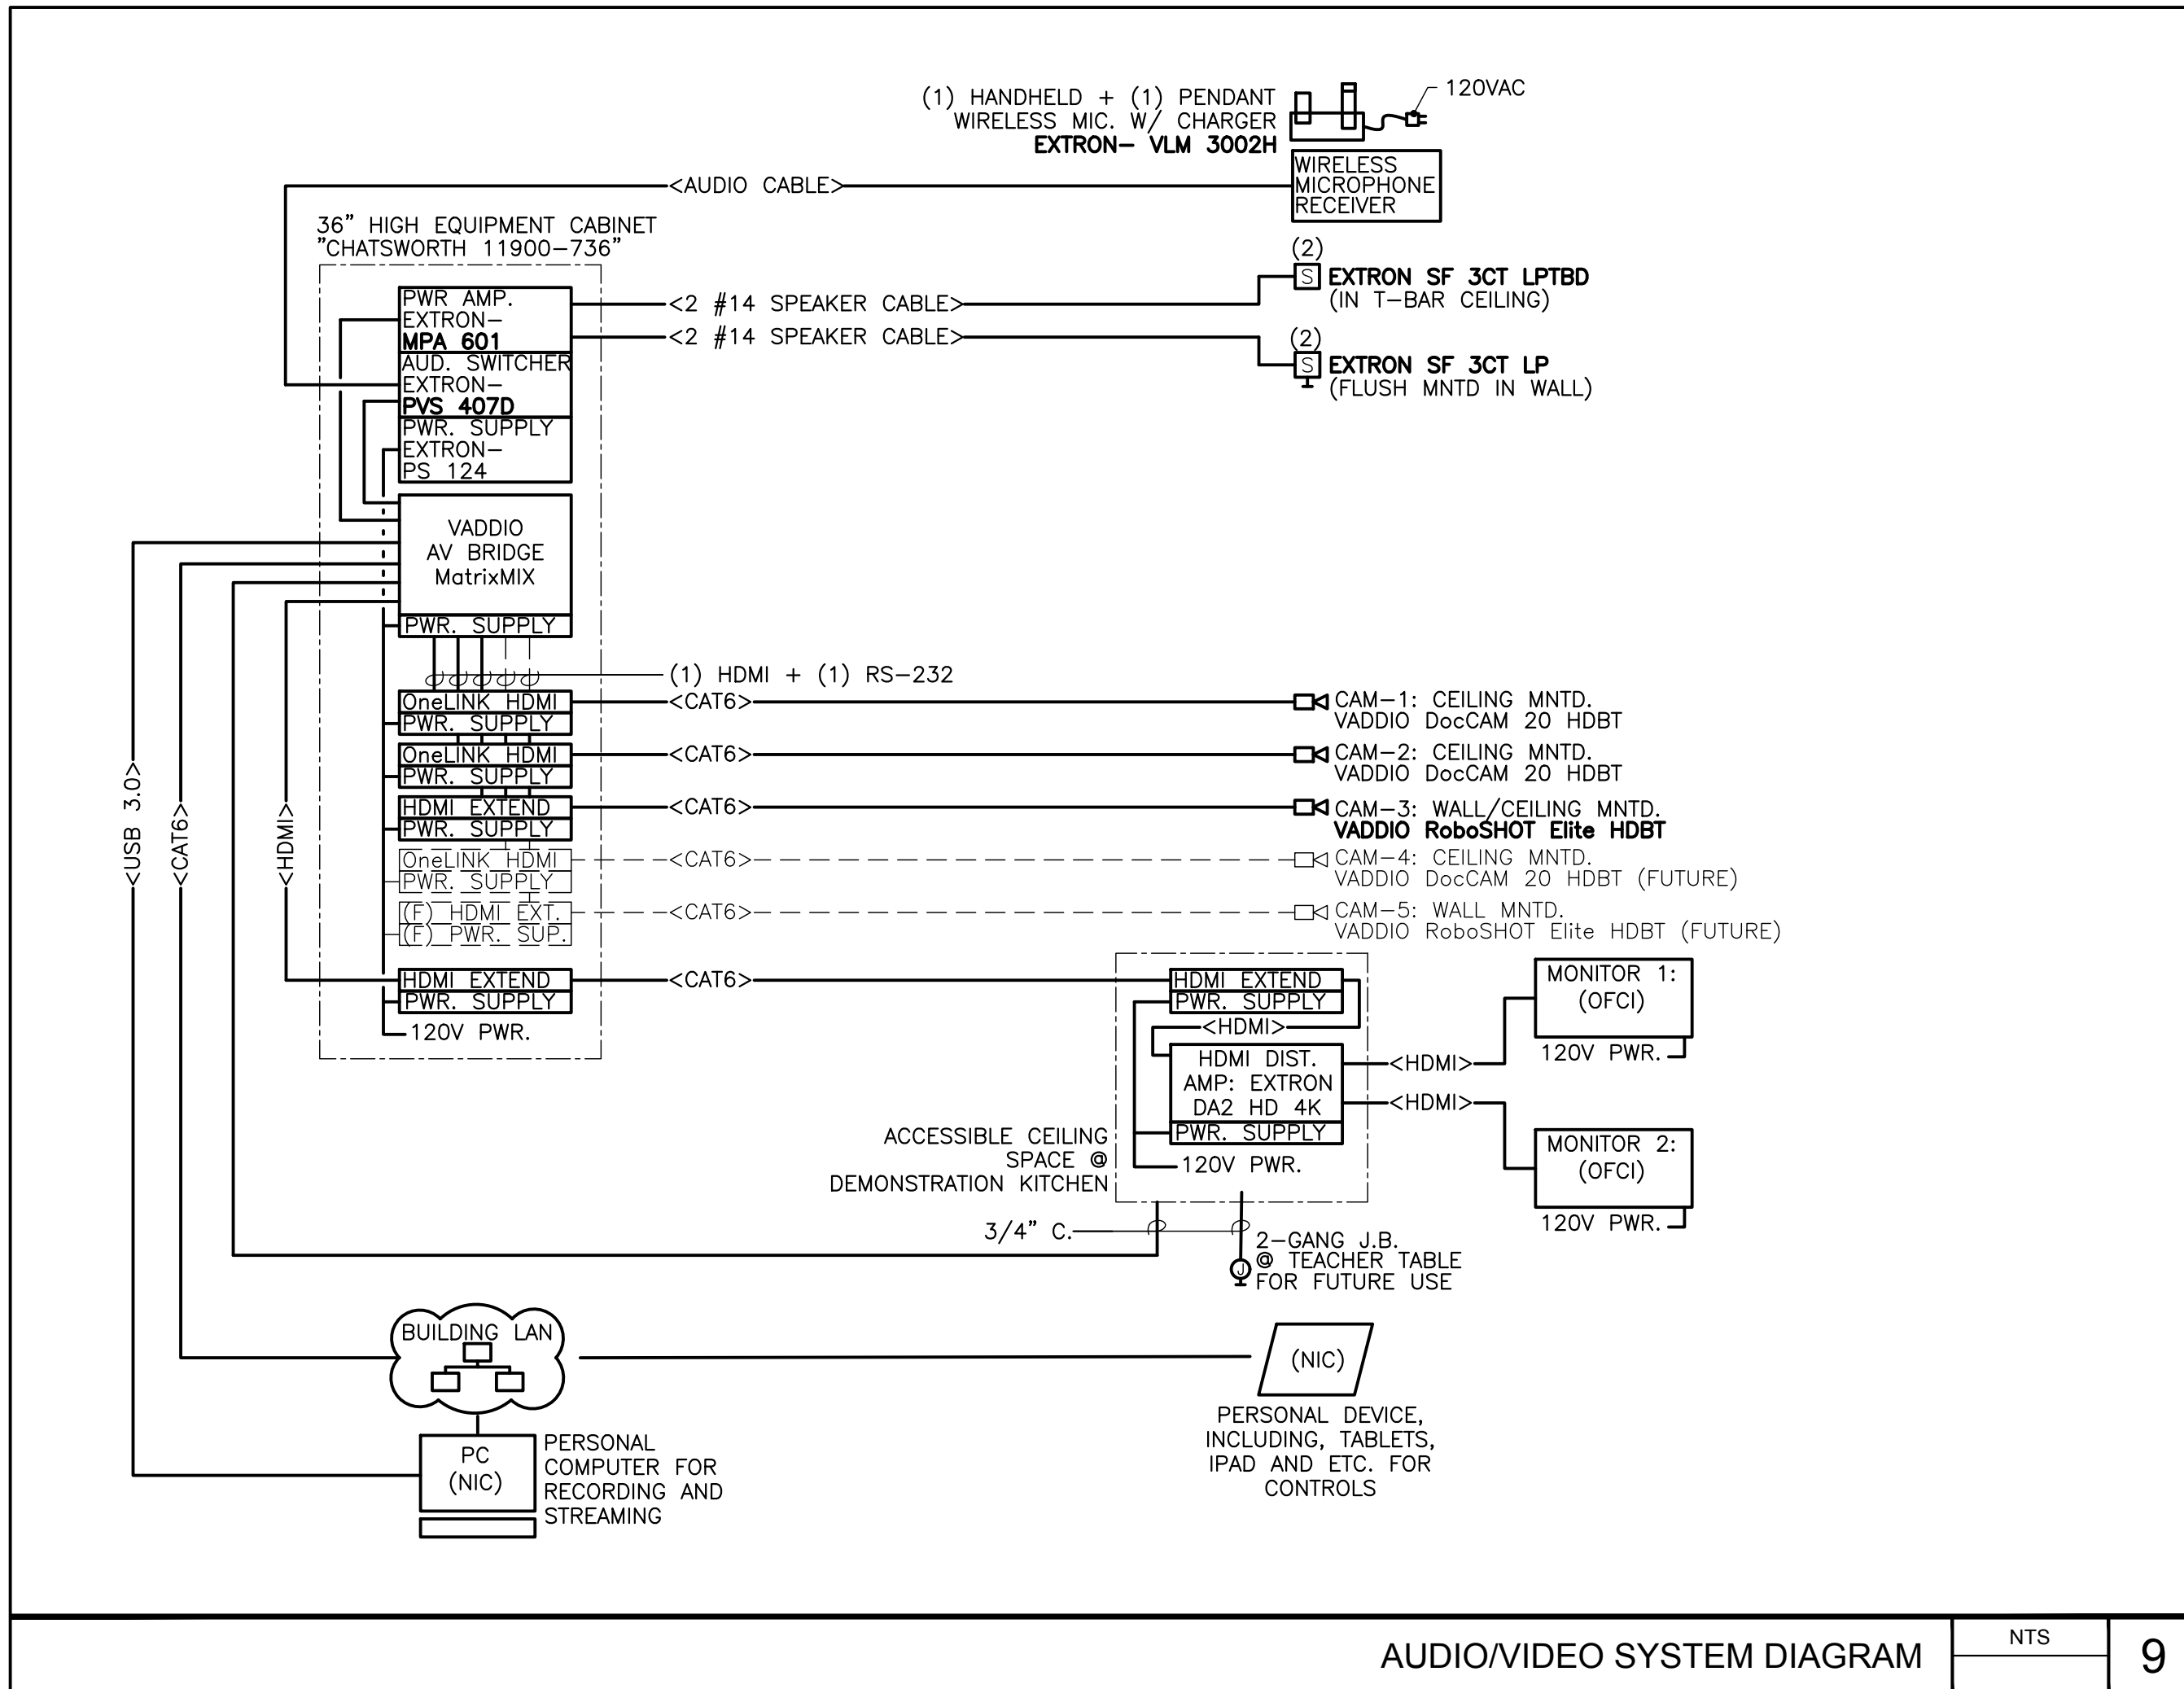 (1) HANDHELD + (1) PENDANT
WIRELESS MIC. W/ CHARGER
EXTRON- VLM 3002H
120VAC
WIRELESS
MICROPHONE
RECEIVER
<AUDIO CABLE>
36" HIGH EQUIPMENT CABINET
"CHATSWORTH 11900-736"
PWR AMP.
EXTRON-
MPA 601
AUD. SWITCHER
EXTRON-
PVS 407D
PWR. SUPPLY
EXTRON-
PS 124
<2 #14 SPEAKER CABLE>
<2 #14 SPEAKER CABLE>
(2)
S
EXTRON SF 3CT LPTBD
(IN T-BAR CEILING)
(2)
S
EXTRON SF 3CT LP
(FLUSH MNTD IN WALL)
VADDIO
AV BRIDGE
MatrixMIX
PWR. SUPPLY
(1) HDMI + (1) RS-232
OneLINK HDMI
PWR. SUPPLY
<CAT6>
CAM-1: CEILING MNTD.
VADDIO DocCAM 20 HDBT
OneLINK HDMI
PWR. SUPPLY
<CAT6>
CAM-2: CEILING MNTD.
VADDIO DocCAM 20 HDBT
HDMI EXTEND
PWR. SUPPLY
<CAT6>
CAM-3: WALL/CEILING MNTD.
VADDIO RoboSHOT Elite HDBT
OneLINK HDMI
PWR. SUPPLY
<CAT6>
CAM-4: CEILING MNTD.
VADDIO DocCAM 20 HDBT (FUTURE)
(F) HDMI EXT.
(F) PWR. SUP.
<CAT6>
CAM-5: WALL MNTD.
VADDIO RoboSHOT Elite HDBT (FUTURE)
<USB 3.0>
<CAT6>
<HDMI>
HDMI EXTEND
PWR. SUPPLY
120V PWR.
<CAT6>
HDMI EXTEND
PWR. SUPPLY
<HDMI>
HDMI DIST.
AMP: EXTRON
DA2 HD 4K
PWR. SUPPLY
120V PWR.
<HDMI>
<HDMI>
MONITOR 1:
(OFCI)
120V PWR.
MONITOR 2:
(OFCI)
120V PWR.
ACCESSIBLE CEILING
SPACE @
DEMONSTRATION KITCHEN
3/4" C.
J
2-GANG J.B.
@ TEACHER TABLE
FOR FUTURE USE
BUILDING LAN
PC
(NIC)
PERSONAL
COMPUTER FOR
RECORDING AND
STREAMING
(NIC)
PERSONAL DEVICE,
INCLUDING, TABLETS,
IPAD AND ETC. FOR
CONTROLS
AUDIO/VIDEO SYSTEM DIAGRAM
NTS
9